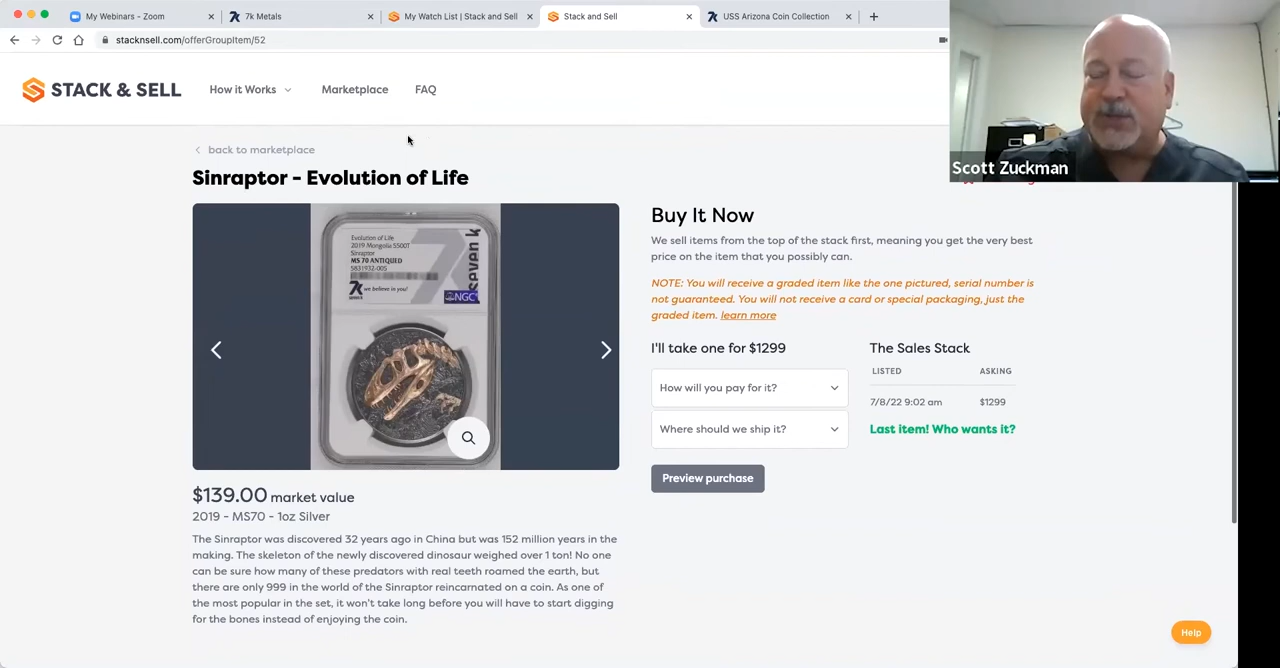 My Webinars - Zoom
7k Metals
My Watch List | Stack and Sell
Stack and Sell
USS Arizona Coin Collection
stacknsell.com/offerGroupItem/52
STACK & SELL
How it Works
Marketplace
FAQ
Scott Zuckman
back to marketplace
Sinraptor - Evolution of Life
Evolution of Life
2019 Mongolia S500T
Sinraptor
MS 70 ANTIQUED
5631932-005
7k
we believe in you!
NGC
seven k
Buy It Now
We sell items from the top of the stack first, meaning you get the very best
price on the item that you possibly can.
NOTE: You will receive a graded item like the one pictured, serial number is
not guaranteed. You will not receive a card or special packaging, just the
graded item. learn more
I'll take one for $1299
How will you pay for it?
Where should we ship it?
Preview purchase
The Sales Stack
LISTED ASKING
7/8/22 9:02 am $1299
Last item! Who wants it?
$139.00 market value
2019 - MS70 - 1oz Silver
The Sinraptor was discovered 32 years ago in China but was 152 million years in the
making. The skeleton of the newly discovered dinosaur weighed over 1 ton! No one
can be sure how many of these predators with real teeth roamed the earth, but
there are only 999 in the world of the Sinraptor reincarnated on a coin. As one of
the most popular in the set, it won't take long before you will have to start digging
for the bones instead of enjoying the coin.
Help